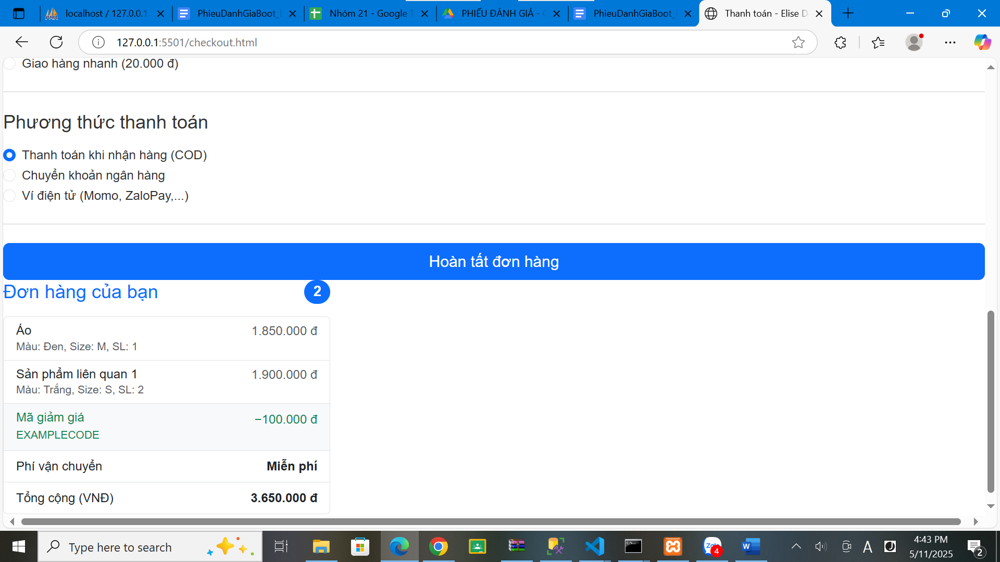 localhost / 127.0.0.1
PhieuDanhGiaBoot_
Nhóm 21 - Google T
PHIẾU ĐÁNH GIÁ -
PhieuDanhGiaBoot_
Thanh toán - Elise D
127.0.0.1:5501/checkout.html
Giao hàng nhanh (20.000 đ)
Phương thức thanh toán
Thanh toán khi nhận hàng (COD)
Chuyển khoản ngân hàng
Ví điện tử (Momo, ZaloPay,...)
Hoàn tất đơn hàng
Đơn hàng của bạn 2
Áo 1.850.000 đ
Màu: Đen, Size: M, SL: 1
Sản phẩm liên quan 1 1.900.000 đ
Màu: Trắng, Size: S, SL: 2
Mã giảm giá −100.000 đ
EXAMPLECODE
Phí vận chuyển Miễn phí
Tổng cộng (VNĐ) 3.650.000 đ
Type here to search
4
A
4:43 PM
5/11/2025
2